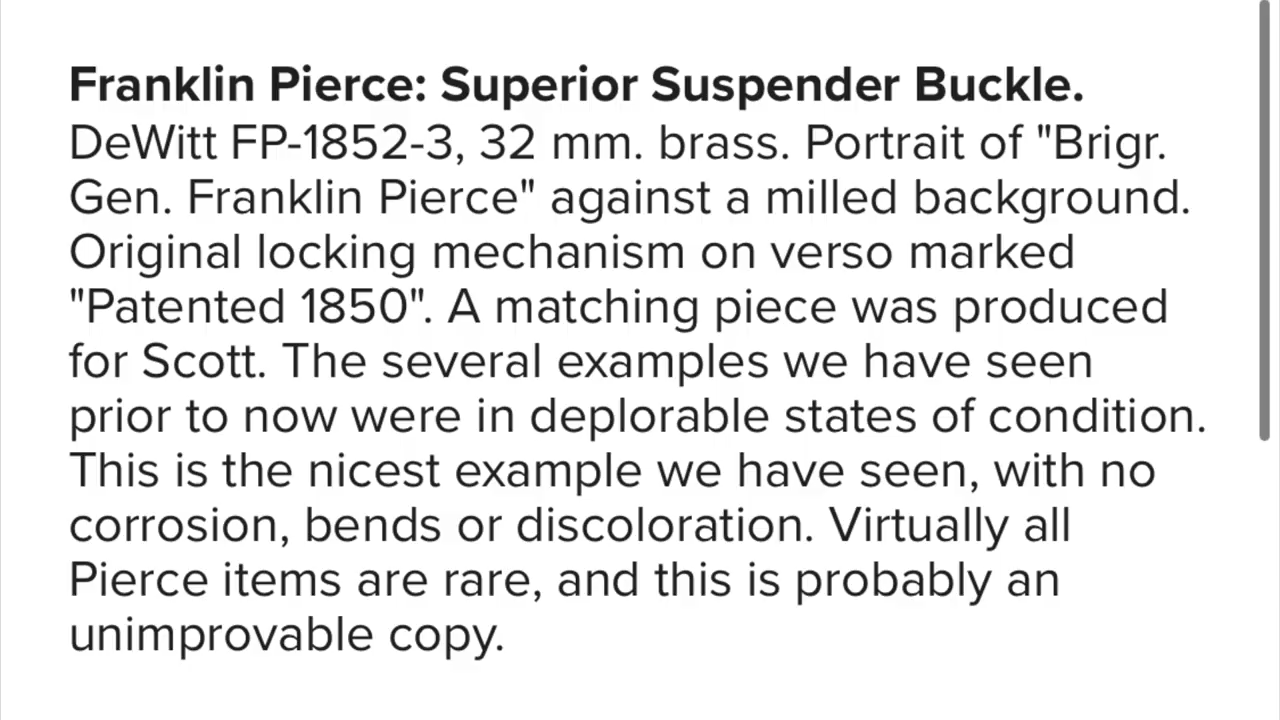 Franklin Pierce: Superior Suspender Buckle.
DeWitt FP-1852-3, 32 mm. brass. Portrait of "Brigr.
Gen. Franklin Pierce" against a milled background.
Original locking mechanism on verso marked
"Patented 1850". A matching piece was produced
for Scott. The several examples we have seen
prior to now were in deplorable states of condition.
This is the nicest example we have seen, with no
corrosion, bends or discoloration. Virtually all
Pierce items are rare, and this is probably an
unimprovable copy.